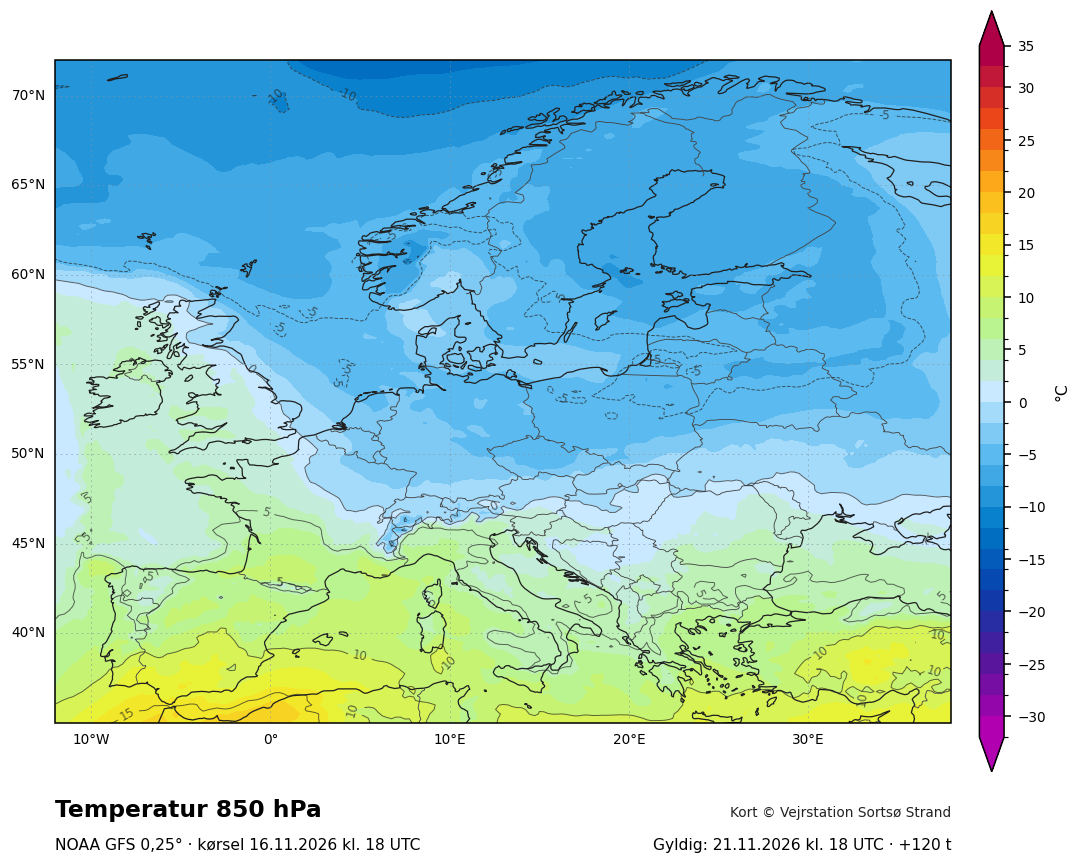 35
30
25
20
15
10
5
0
−5
−10
−15
−20
−25
−30
°C
70°N
65°N
60°N
55°N
50°N
45°N
40°N
10°W
0°
10°E
20°E
30°E
Temperatur 850 hPa
Kort © Vejrstation Sortsø Strand
NOAA GFS 0,25° · kørsel 16.11.2026 kl. 18 UTC
Gyldig: 21.11.2026 kl. 18 UTC · +120 t